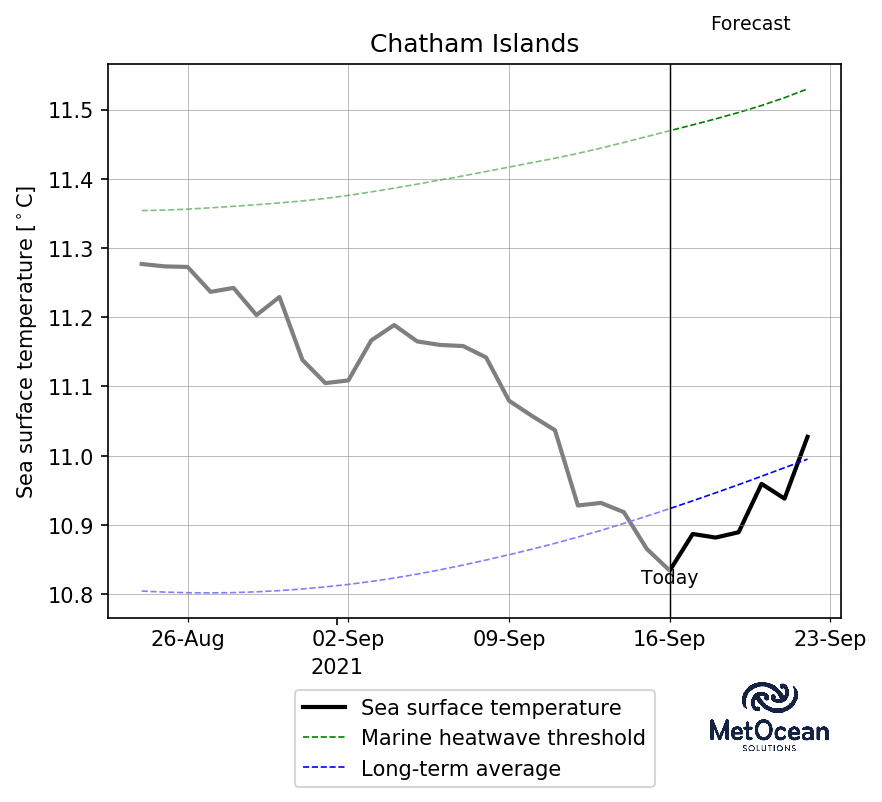 Forecast
Chatham Islands
Sea surface temperature [°C]
11.5
11.4
11.3
11.2
11.1
11.0
10.9
10.8
Today
26-Aug 02-Sep 09-Sep 16-Sep 23-Sep
2021
Sea surface temperature
Marine heatwave threshold
Long-term average
MetOcean
SOLUTIONS